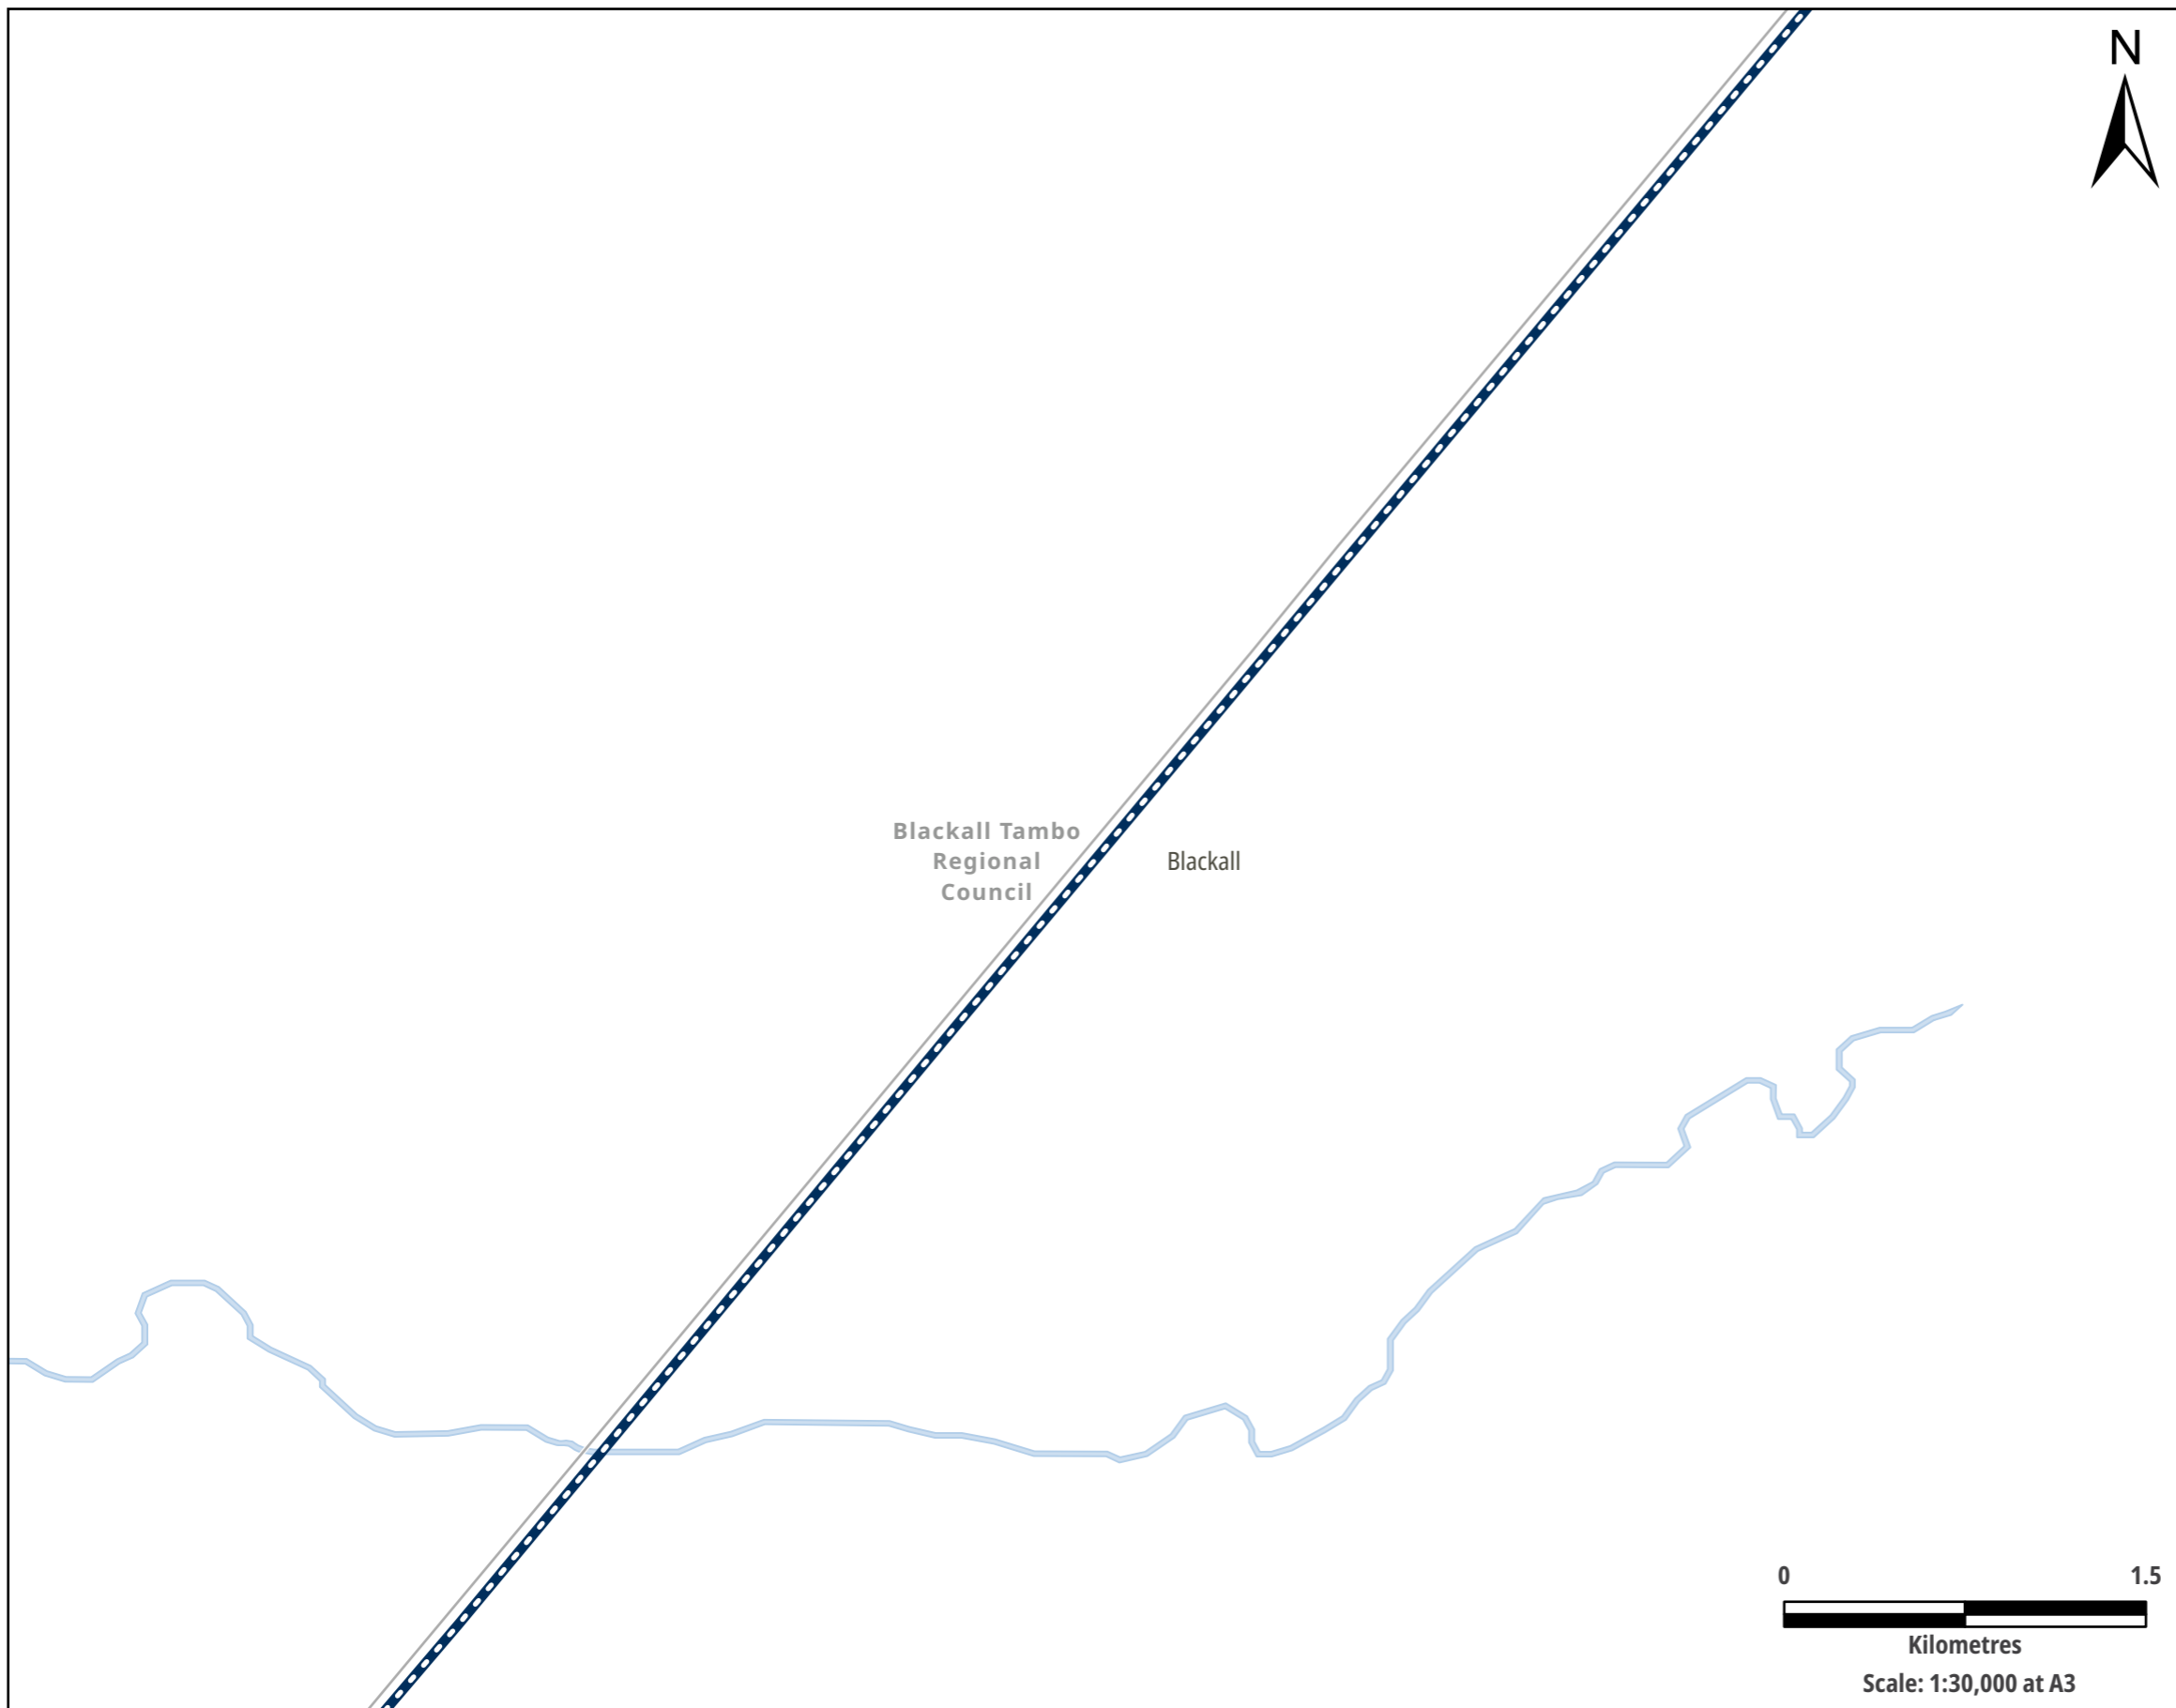 N
Blackall Tambo
Regional
Council
Blackall
0 1.5
Kilometres
Scale: 1:30,000 at A3